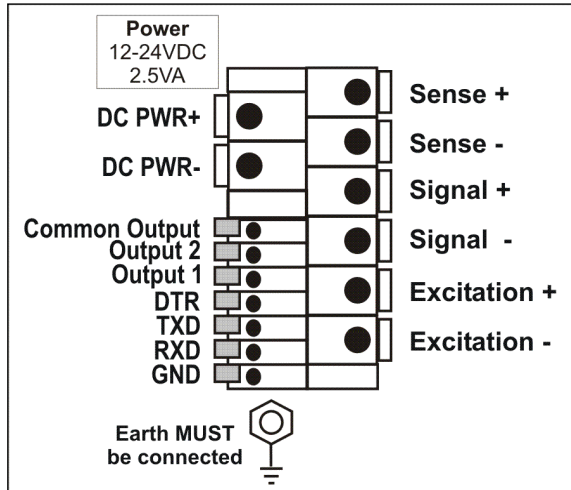 Power
12-24VDC
2.5VA
DC PWR+
DC PWR-
Common Output
Output 2
Output 1
DTR
TXD
RXD
GND
Sense +
Sense -
Signal +
Signal -
Excitation +
Excitation -
Earth MUST
be connected